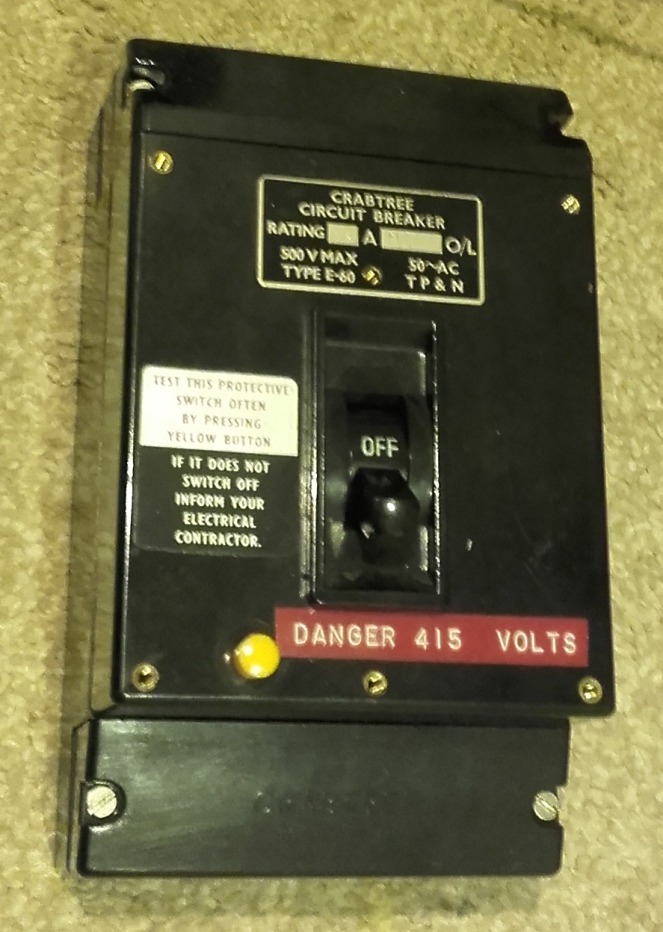 CRABTREE
CIRCUIT BREAKER
RATING A O/L
500 V MAX 50~AC
TYPE E-60 T P & N
TEST THIS PROTECTIVE
SWITCH OFTEN
BY PRESSING
YELLOW BUTTON
IF IT DOES NOT
SWITCH OFF
INFORM YOUR
ELECTRICAL
CONTRACTOR.
OFF
DANGER 415 VOLTS